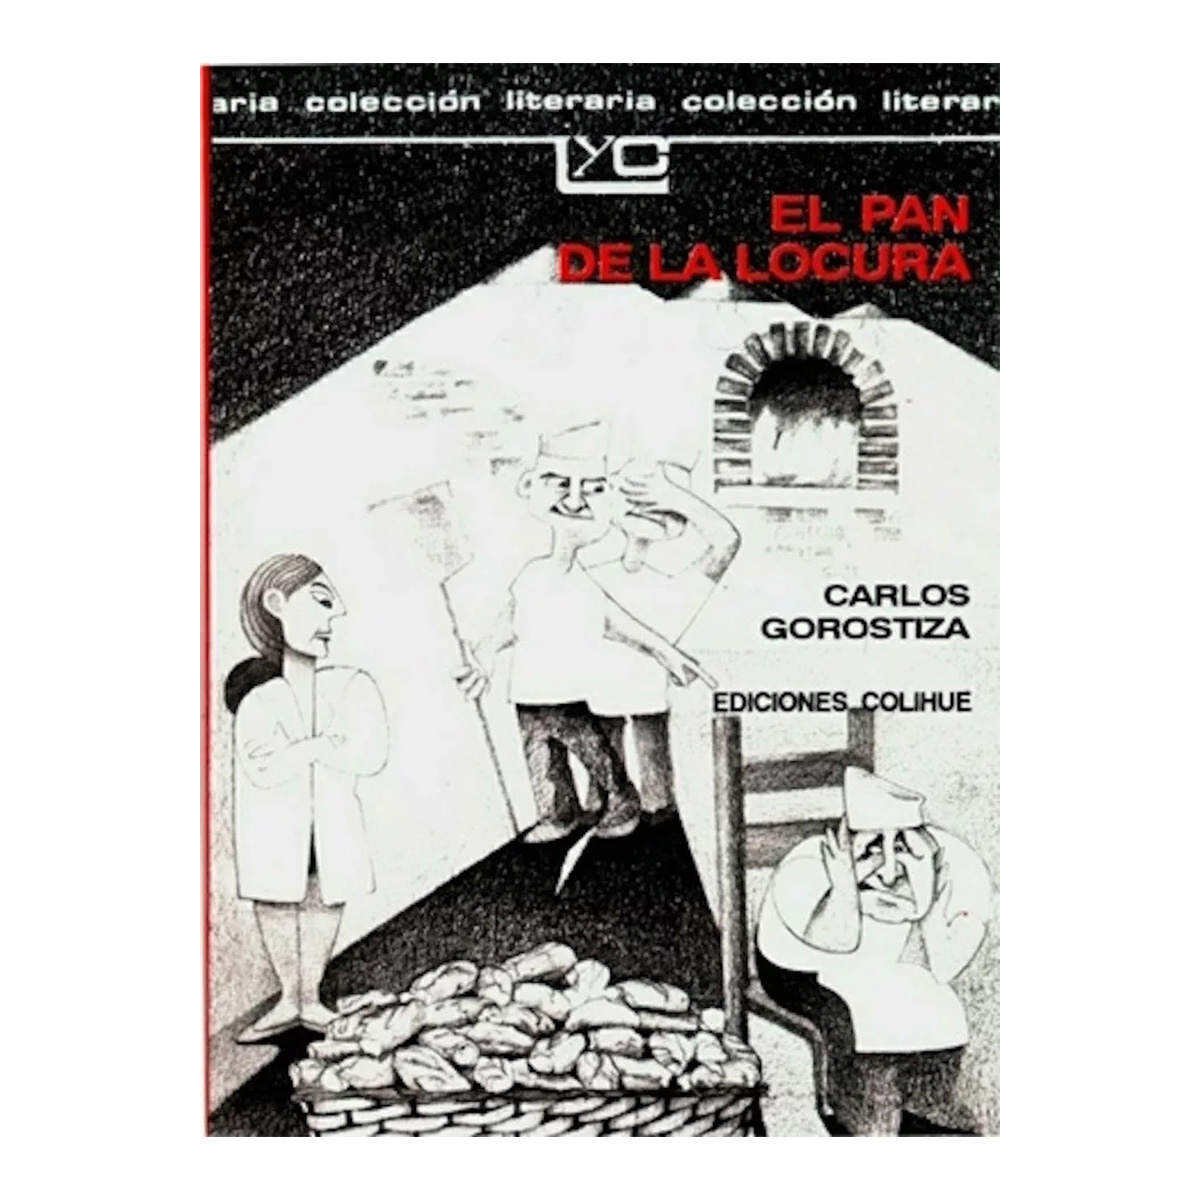 aria colección literaria colección literar
LYC
EL PAN
DE LA LOCURA
CARLOS
GOROSTIZA
EDICIONES COLIHUE